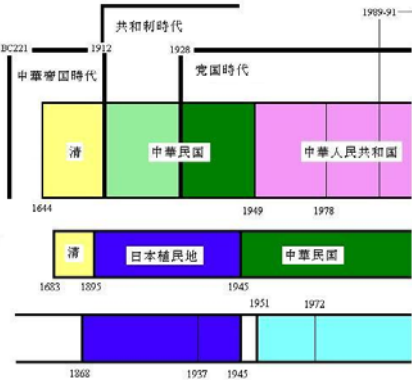 共和制時代
1989-91
BC221
1912
1928
中華帝国時代
党国時代
清
中華民国
中華人民共和国
1644
1949
1978
清
日本植民地
中華民国
1683
1895
1945
1951
1972
1868
1937
1945